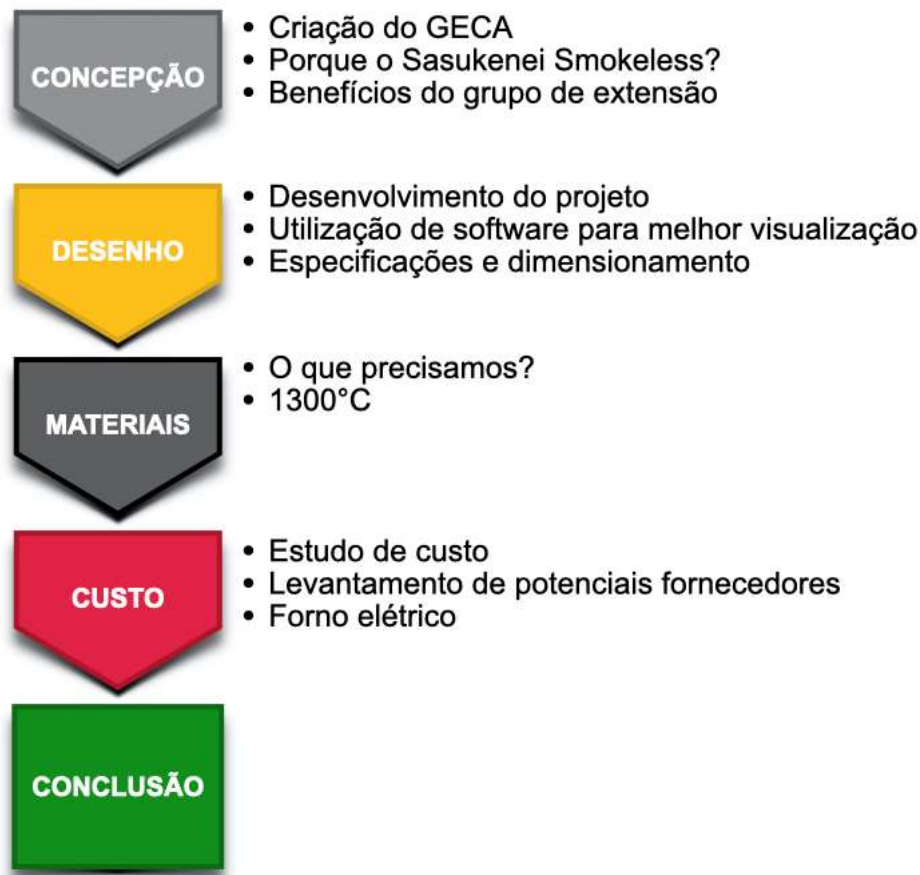 CONCEPÇÃO
• Criação do GECA
• Porque o Sasukenei Smokeless?
• Benefícios do grupo de extensão
DESENHO
• Desenvolvimento do projeto
• Utilização de software para melhor visualização
• Especificações e dimensionamento
MATERIAIS
• O que precisamos?
• 1300°C
CUSTO
• Estudo de custo
• Levantamento de potenciais fornecedores
• Forno elétrico
CONCLUSÃO